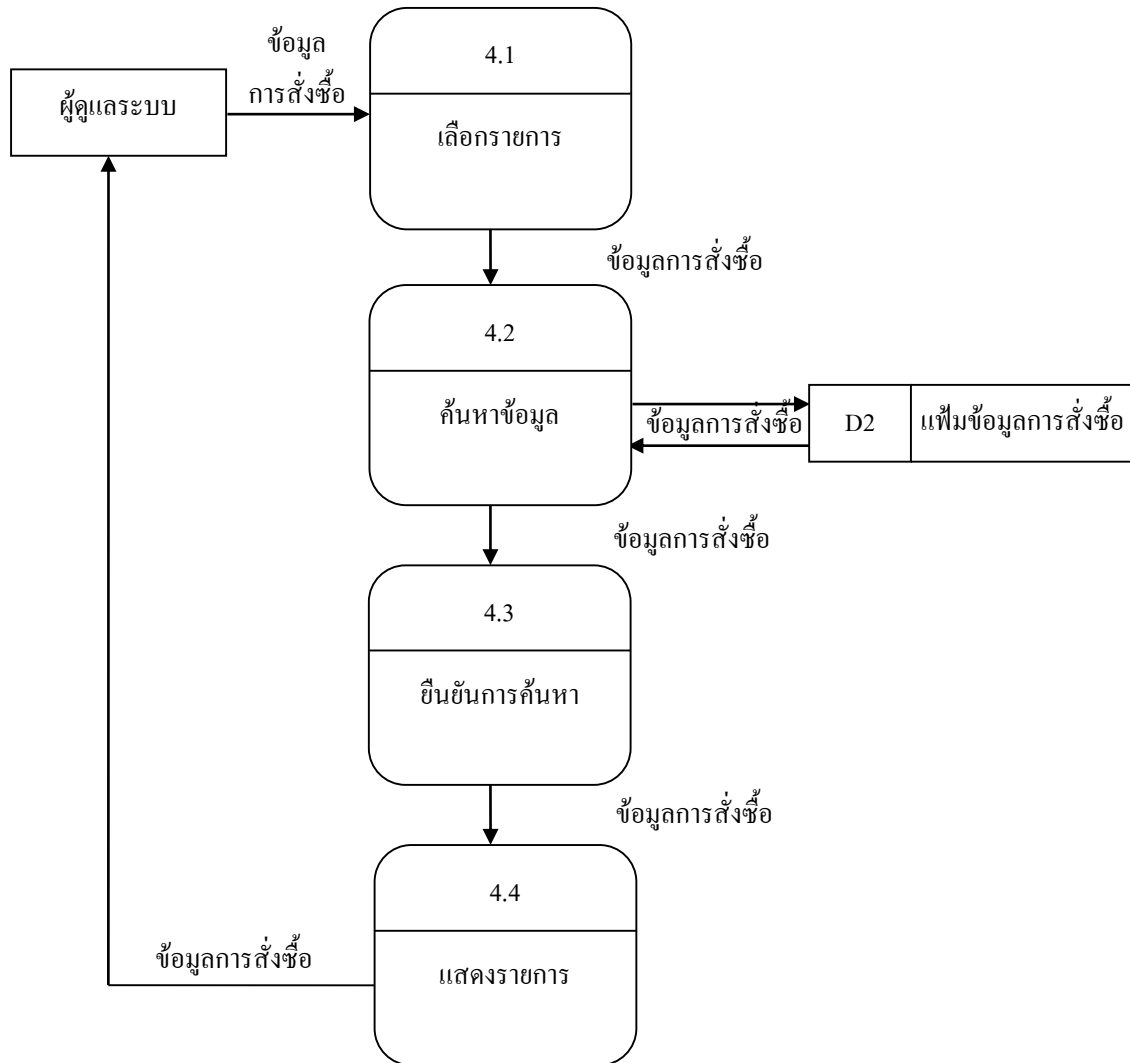 ข้อมูล
การสั่งซื้อ
ผู้ดูแลระบบ
4.1
เลือกรายการ
ข้อมูลการสั่งซื้อ
4.2
ค้นหาข้อมูล
ข้อมูลการสั่งซื้อ
D2
แฟ้มข้อมูลการสั่งซื้อ
ข้อมูลการสั่งซื้อ
4.3
ยืนยันการค้นหา
ข้อมูลการสั่งซื้อ
4.4
ข้อมูลการสั่งซื้อ
แสดงรายการ